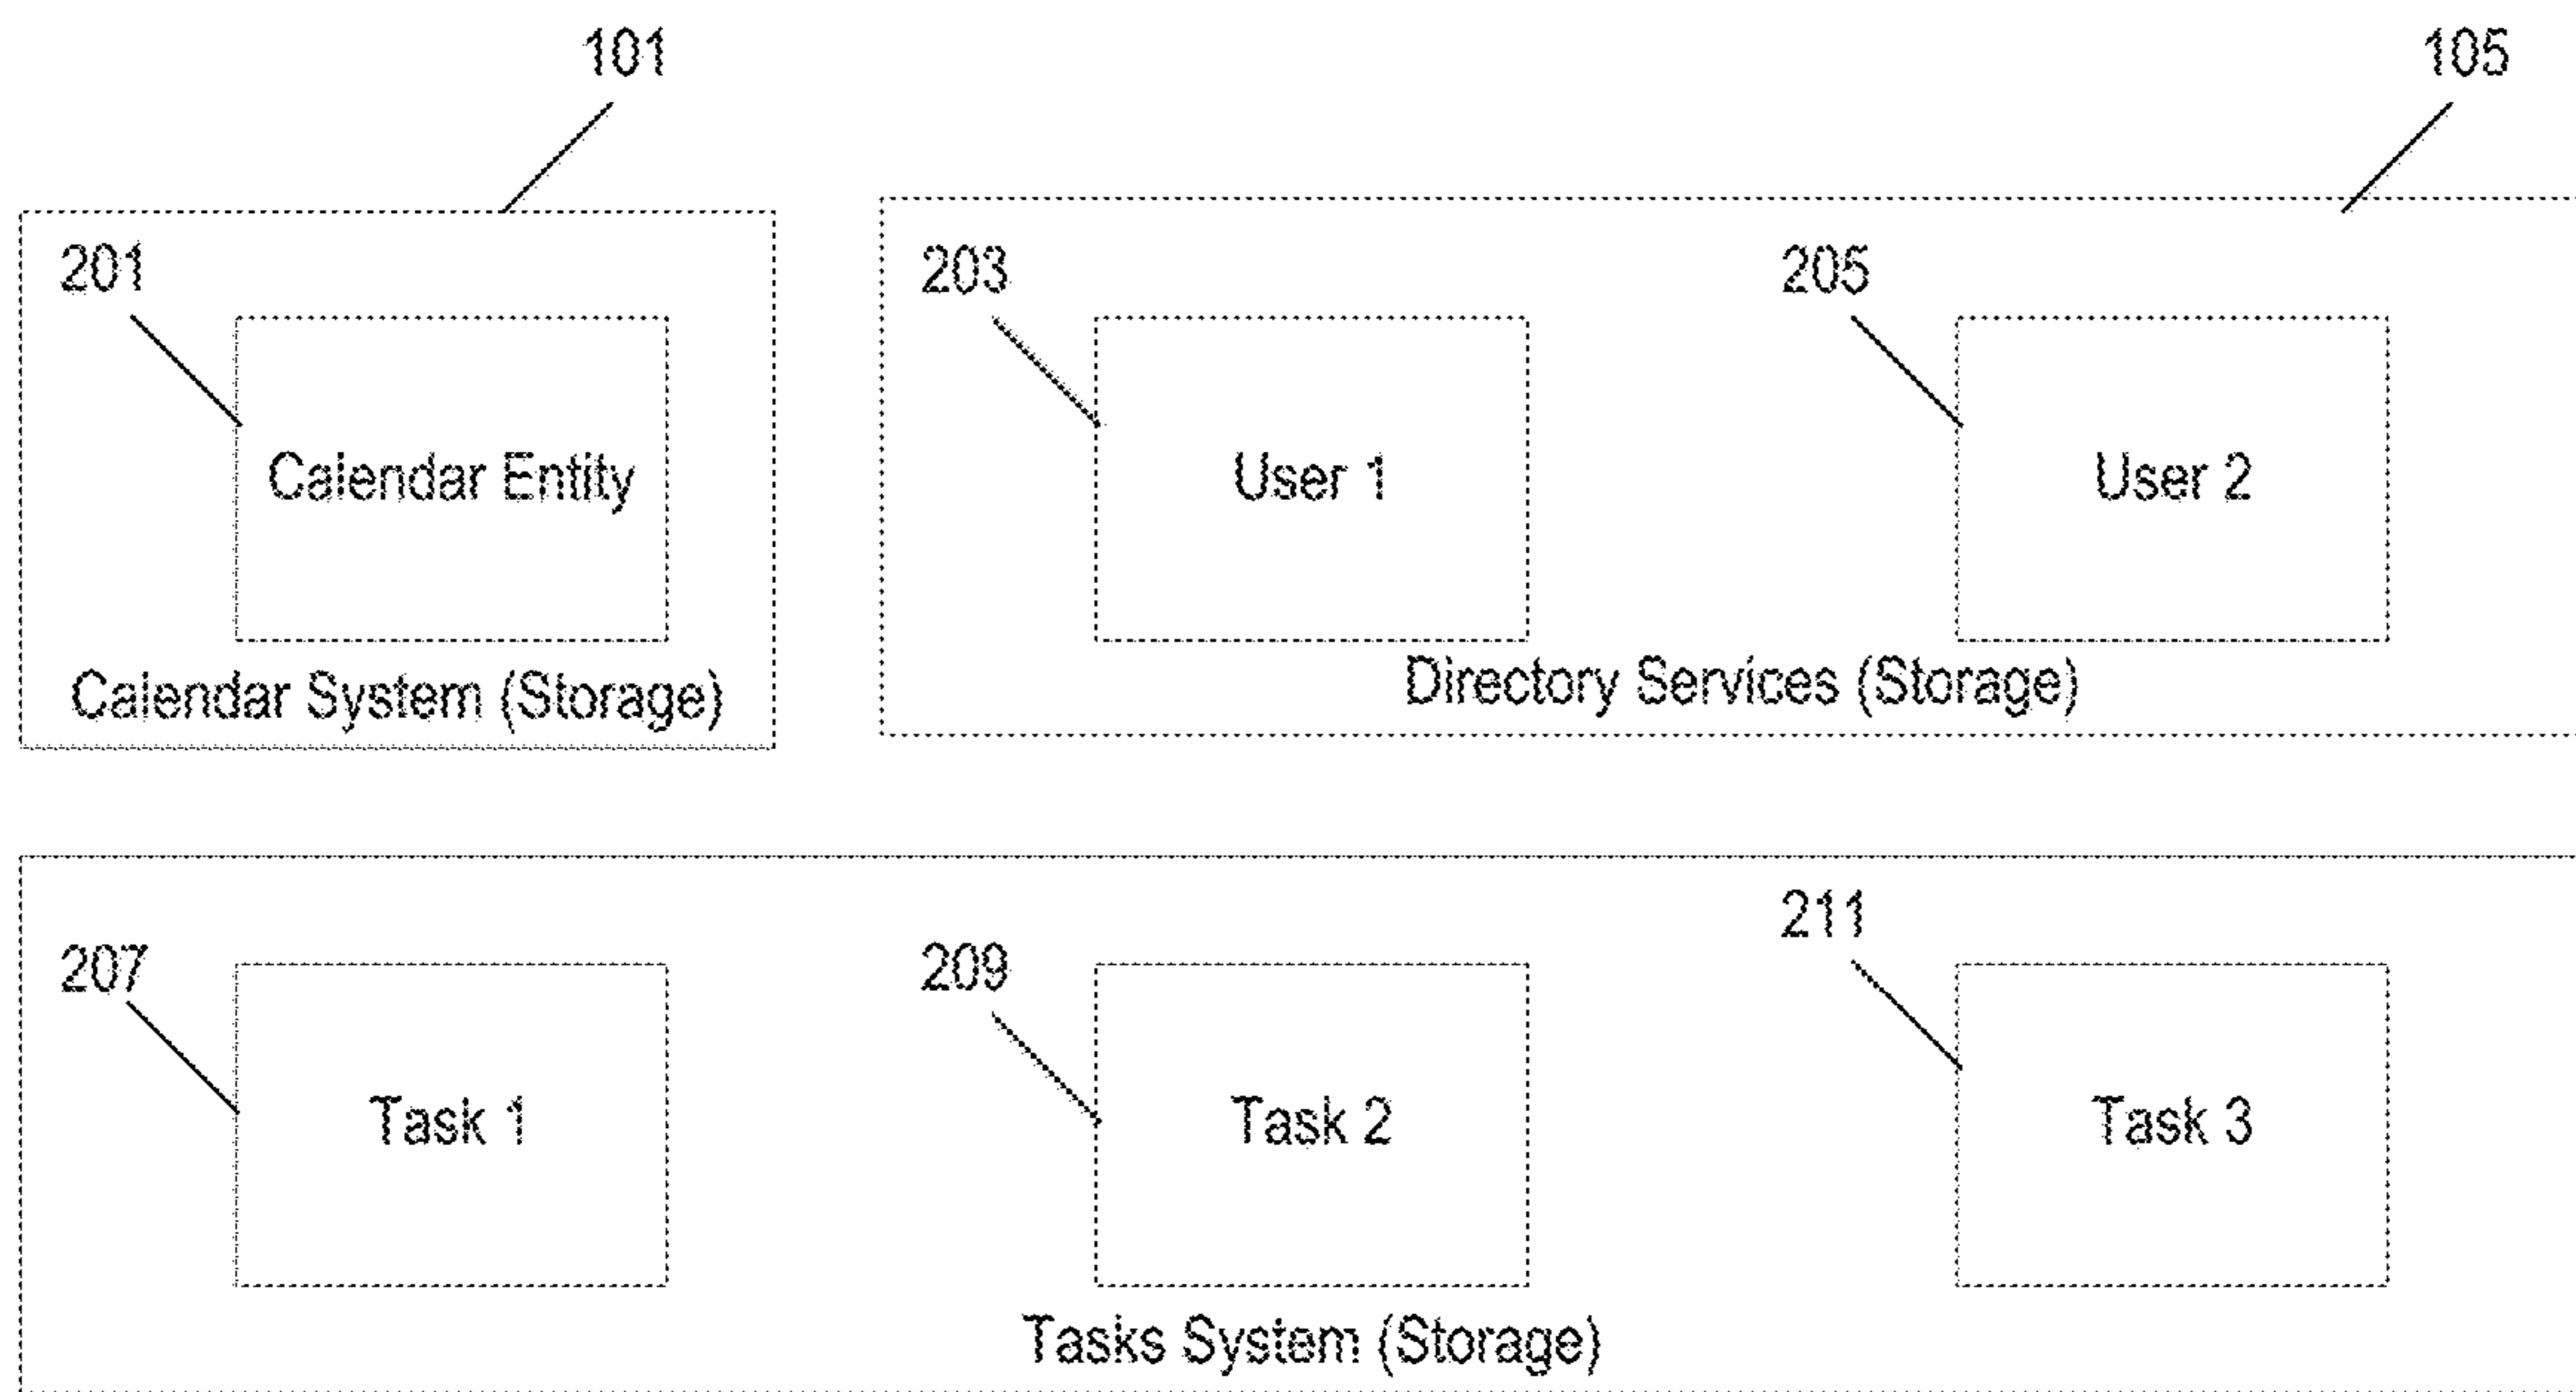 101
105
201
203
205
Calendar Entity
User 1
User 2
Calendar System (Storage)
Directory Services (Storage)
207
209
211
Task 1
Task 2
Task 3
Tasks System (Storage)